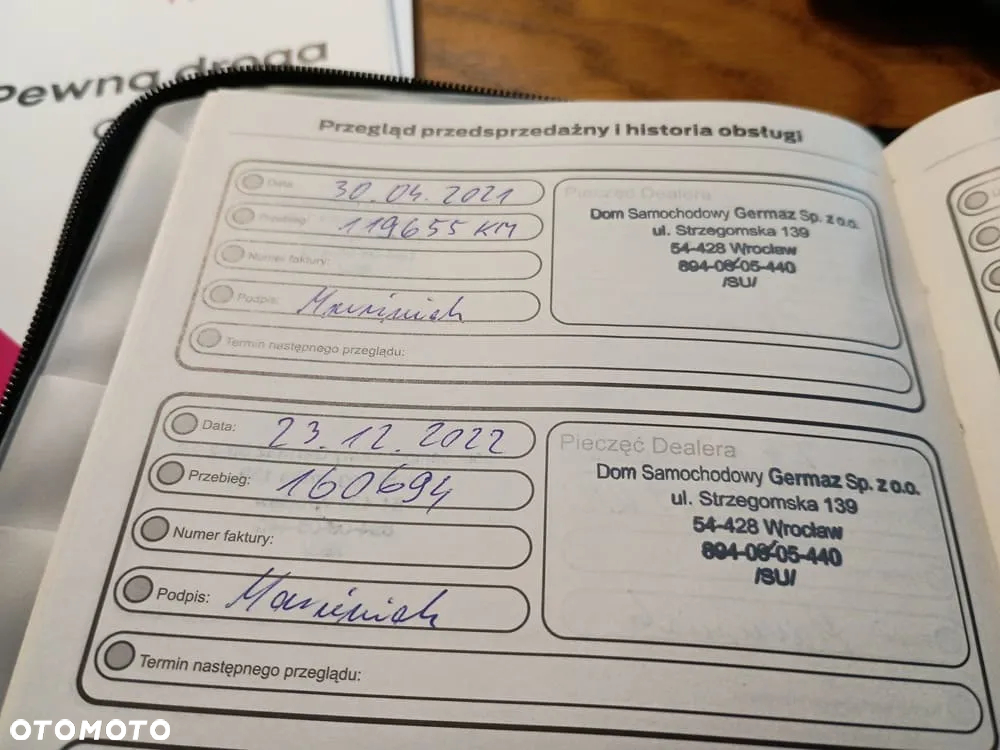 Pewna droga
Przegląd przedsprzedażny i historia obsługi
Data: 30.04.2021
Przebieg: 119655 KM
Numer faktury:
Podpis:
Termin następnego przeglądu:
Pieczęć Dealera
Dom Samochodowy Germaz Sp. z o.o.
ul. Strzegomska 139
54-428 Wrocław
894-08-05-440
/SU/
Data: 23.12.2022
Przebieg: 160694
Numer faktury:
Podpis:
Termin następnego przeglądu:
Pieczęć Dealera
Dom Samochodowy Germaz Sp. z o.o.
ul. Strzegomska 139
54-428 Wrocław
894-08-05-440
/SU/
OTOMOTO